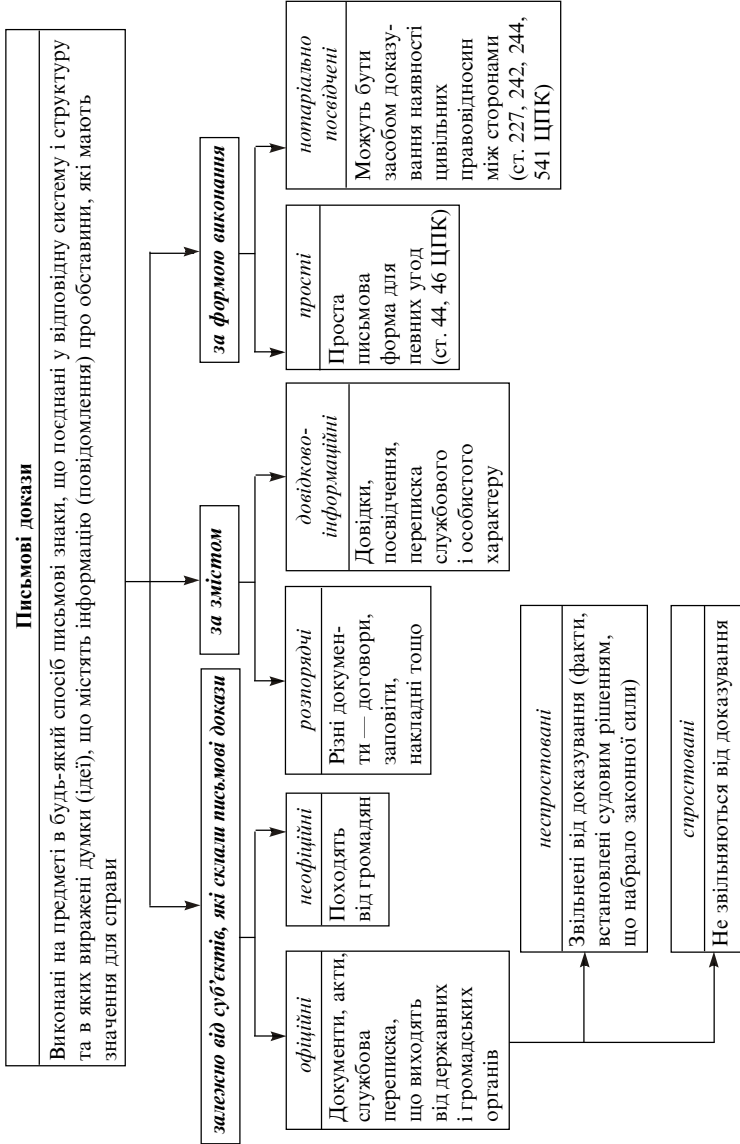 Письмові докази
Виконані на предметі в будь-який спосіб письмові знаки, що поєднані у відповідну систему і структуру
та в яких виражені думки (ідеї), що містять інформацію (повідомлення) про обставини, які мають
значення для справи
залежно від суб’єктів, які склали письмові докази
офіційні
Документи, акти,
службова
переписка,
що виходять
від державних
і громадських
органів
неофіційні
Походять
від громадян
за змістом
розпорядчі
Різні докумен-
ти — договори,
заповіти,
накладні тощо
довідково-
інформаційні
Довідки,
посвідчення,
переписка
службового
і особистого
характеру
за формою виконання
прості
Проста
письмова
форма для
певних угод
(ст. 44, 46 ЦПК)
нотаріально
посвідчені
Можуть бути
засобом доказу-
вання наявності
цивільних
правовідносин
між сторонами
(ст. 227, 242, 244,
541 ЦПК)
неспростовані
Звільнені від доказування (факти,
встановлені судовим рішенням,
що набрало законної сили)
спростовані
Не звільняються від доказування